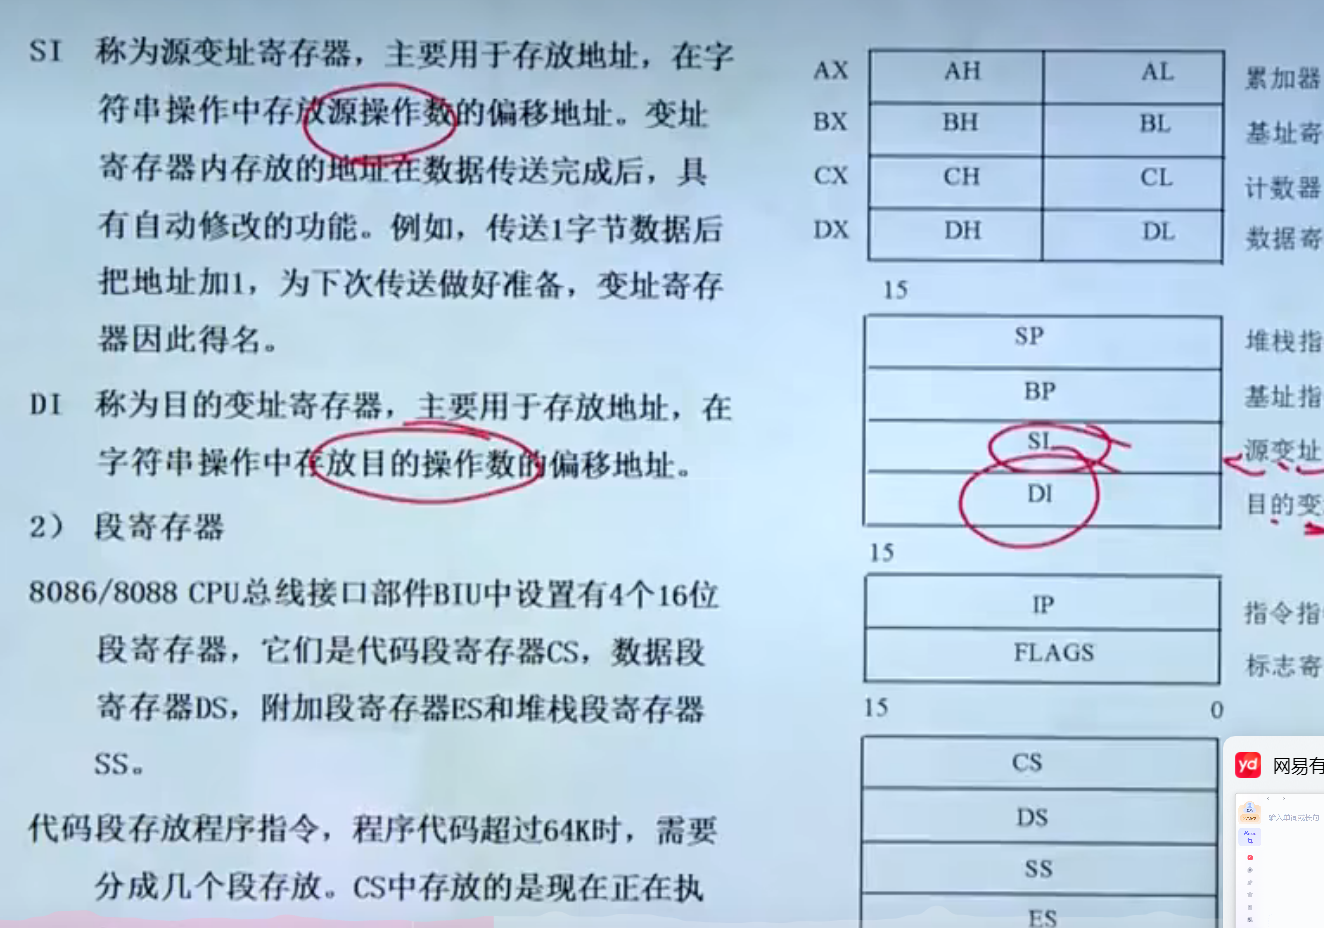 SI 称为源变址寄存器，主要用于存放地址，在字
符串操作中存放源操作数的偏移地址。变址
寄存器内存放的地址在数据传送完成后，具
有自动修改的功能。例如，传送1字节数据后
把地址加1，为下次传送做好准备，变址寄存
器因此得名。
DI 称为目的变址寄存器，主要用于存放地址，在
字符串操作中存放目的操作数的偏移地址。
2） 段寄存器
8086/8088 CPU总线接口部件BIU中设置有4个16位
段寄存器，它们是代码段寄存器CS，数据段
寄存器DS，附加段寄存器ES和堆栈段寄存器
SS。
代码段存放程序指令，程序代码超过64K时，需要
分成几个段存放。CS中存放的是现在正在执
AX AH AL 累加器
BX BH BL 基址寄
CX CH CL 计数器
DX DH DL 数据寄
15
SP 堆栈指
BP 基址指
SI 源变址
DI 目的变
15
IP 指令指
FLAGS 标志寄
15 0
CS
DS
SS
ES
yd 网易有